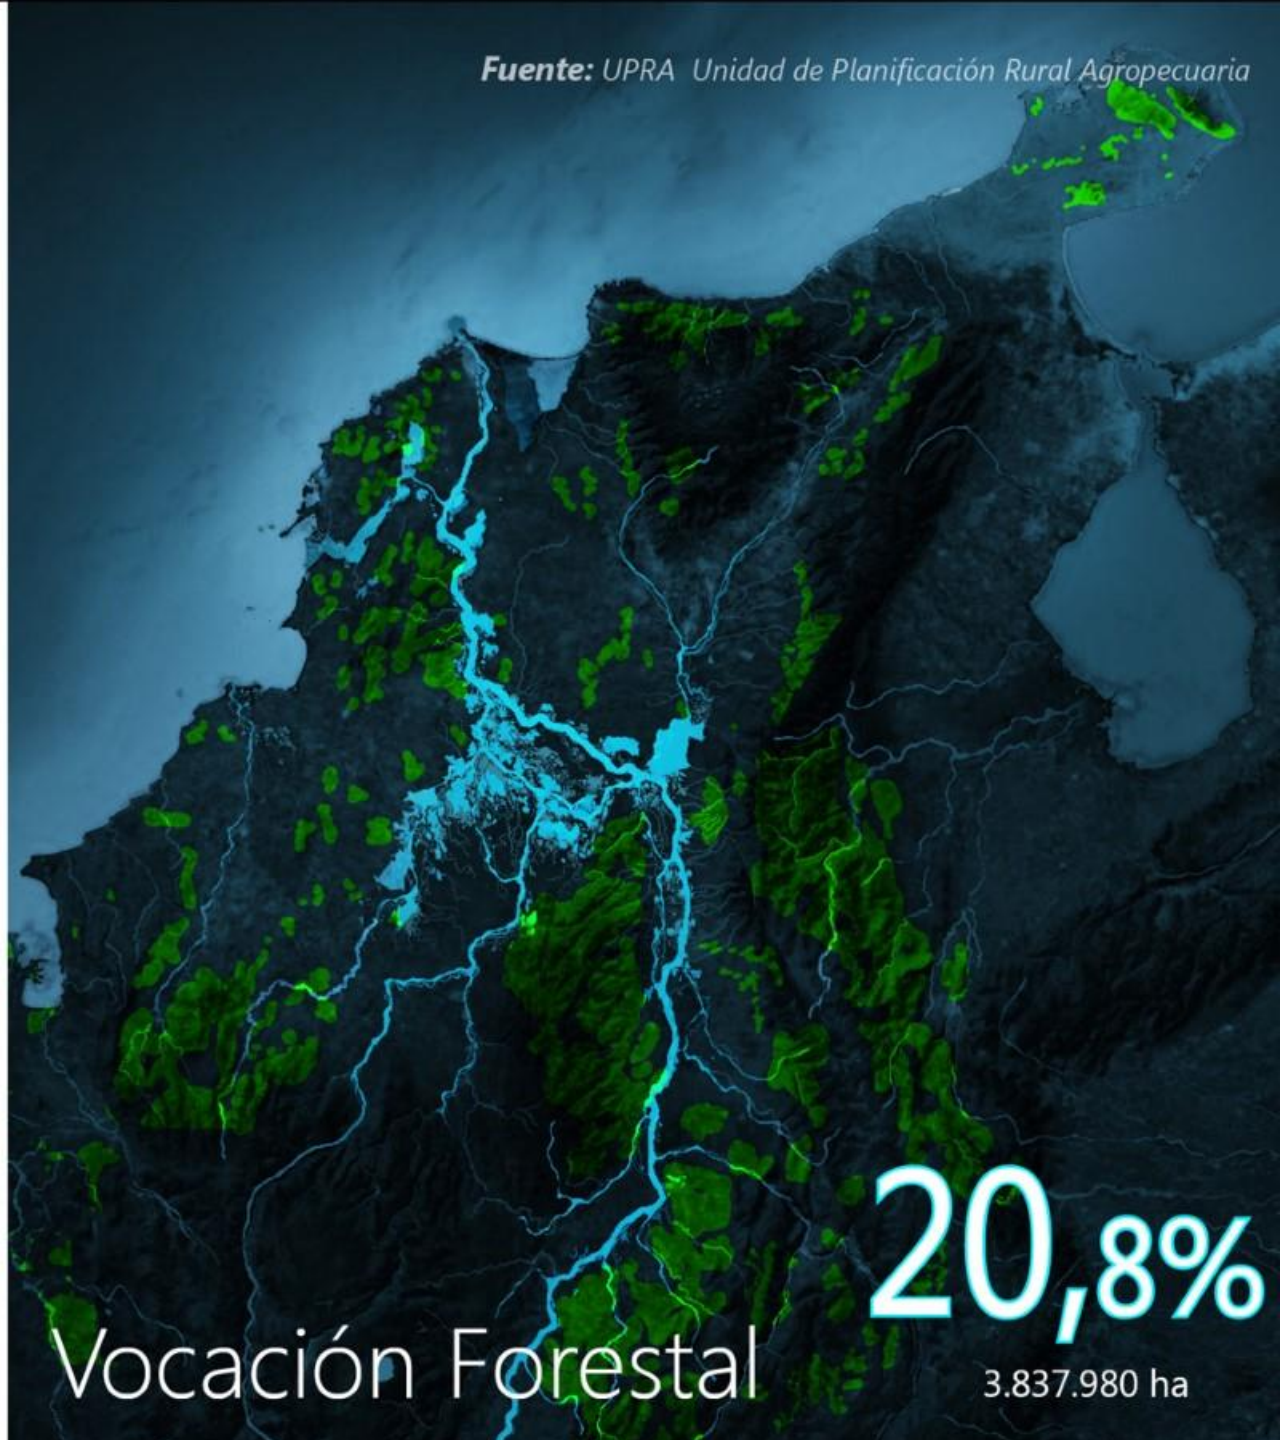 Fuente: UPRA Unidad de Planificación Rural Agropecuaria
20,8%
Vocación Forestal
3.837.980 ha